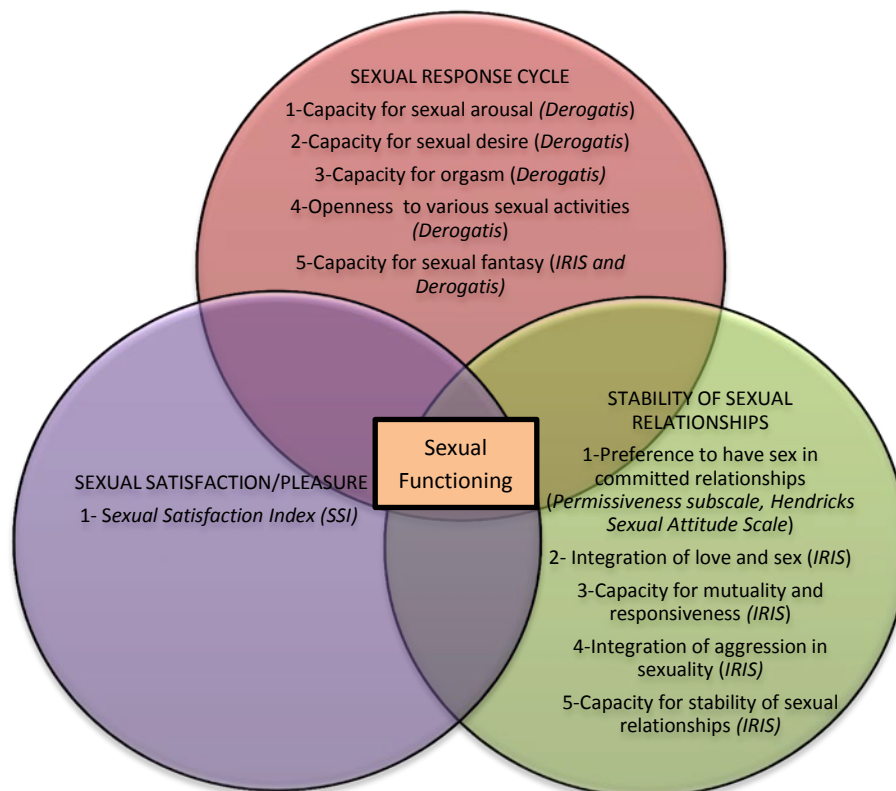 SEXUAL RESPONSE CYCLE
1-Capacity for sexual arousal (Derogatis)
2-Capacity for sexual desire (Derogatis)
3-Capacity for orgasm (Derogatis)
4-Openness to various sexual activities
(Derogatis)
5-Capacity for sexual fantasy (IRIS and
Derogatis)
Sexual
Functioning
SEXUAL SATISFACTION/PLEASURE
1- Sexual Satisfaction Index (SSI)
STABILITY OF SEXUAL
RELATIONSHIPS
1-Preference to have sex in
committed relationships
(Permissiveness subscale, Hendricks
Sexual Attitude Scale)
2- Integration of love and sex (IRIS)
3-Capacity for mutuality and
responsiveness (IRIS)
4-Integration of aggression in
sexuality (IRIS)
5-Capacity for stability of sexual
relationships (IRIS)